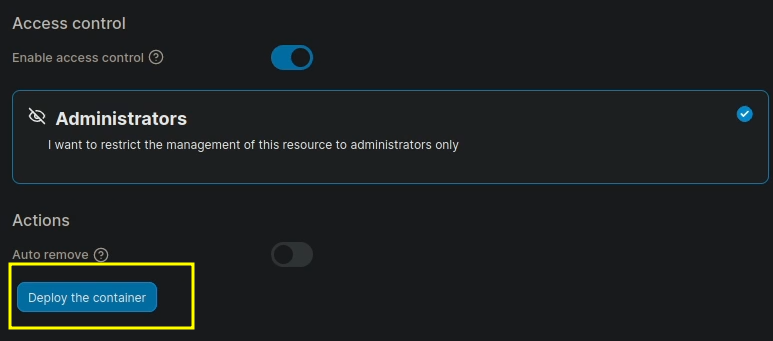 Access control
Enable access control
Administrators
I want to restrict the management of this resource to administrators only
Actions
Auto remove
Deploy the container